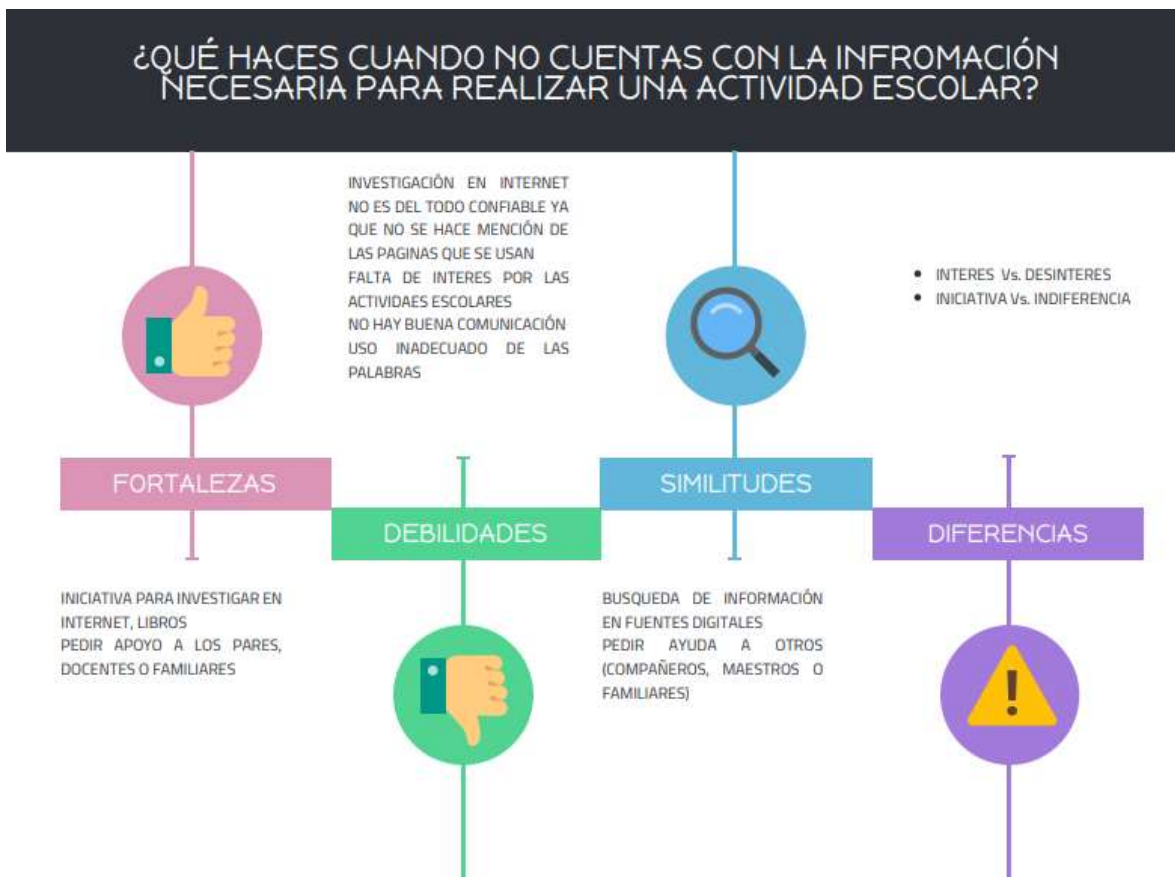 ¿QUÉ HACES CUANDO NO CUENTAS CON LA INFROMACIÓN
NECESARIA PARA REALIZAR UNA ACTIVIDAD ESCOLAR?
FORTALEZAS
INICIATIVA PARA INVESTIGAR EN
INTERNET, LIBROS
PEDIR APOYO A LOS PARES,
DOCENTES O FAMILIARES
INVESTIGACIÓN EN INTERNET
NO ES DEL TODO CONFIABLE YA
QUE NO SE HACE MENCIÓN DE
LAS PAGINAS QUE SE USAN
FALTA DE INTERES POR LAS
ACTIVIDAES ESCOLARES
NO HAY BUENA COMUNICACIÓN
USO INADECUADO DE LAS
PALABRAS
DEBILIDADES
SIMILITUDES
BUSQUEDA DE INFORMACIÓN
EN FUENTES DIGITALES
PEDIR AYUDA A OTROS
(COMPAÑEROS, MAESTROS O
FAMILIARES)
• INTERES Vs. DESINTERES
• INICIATIVA Vs. INDIFERENCIA
DIFERENCIAS